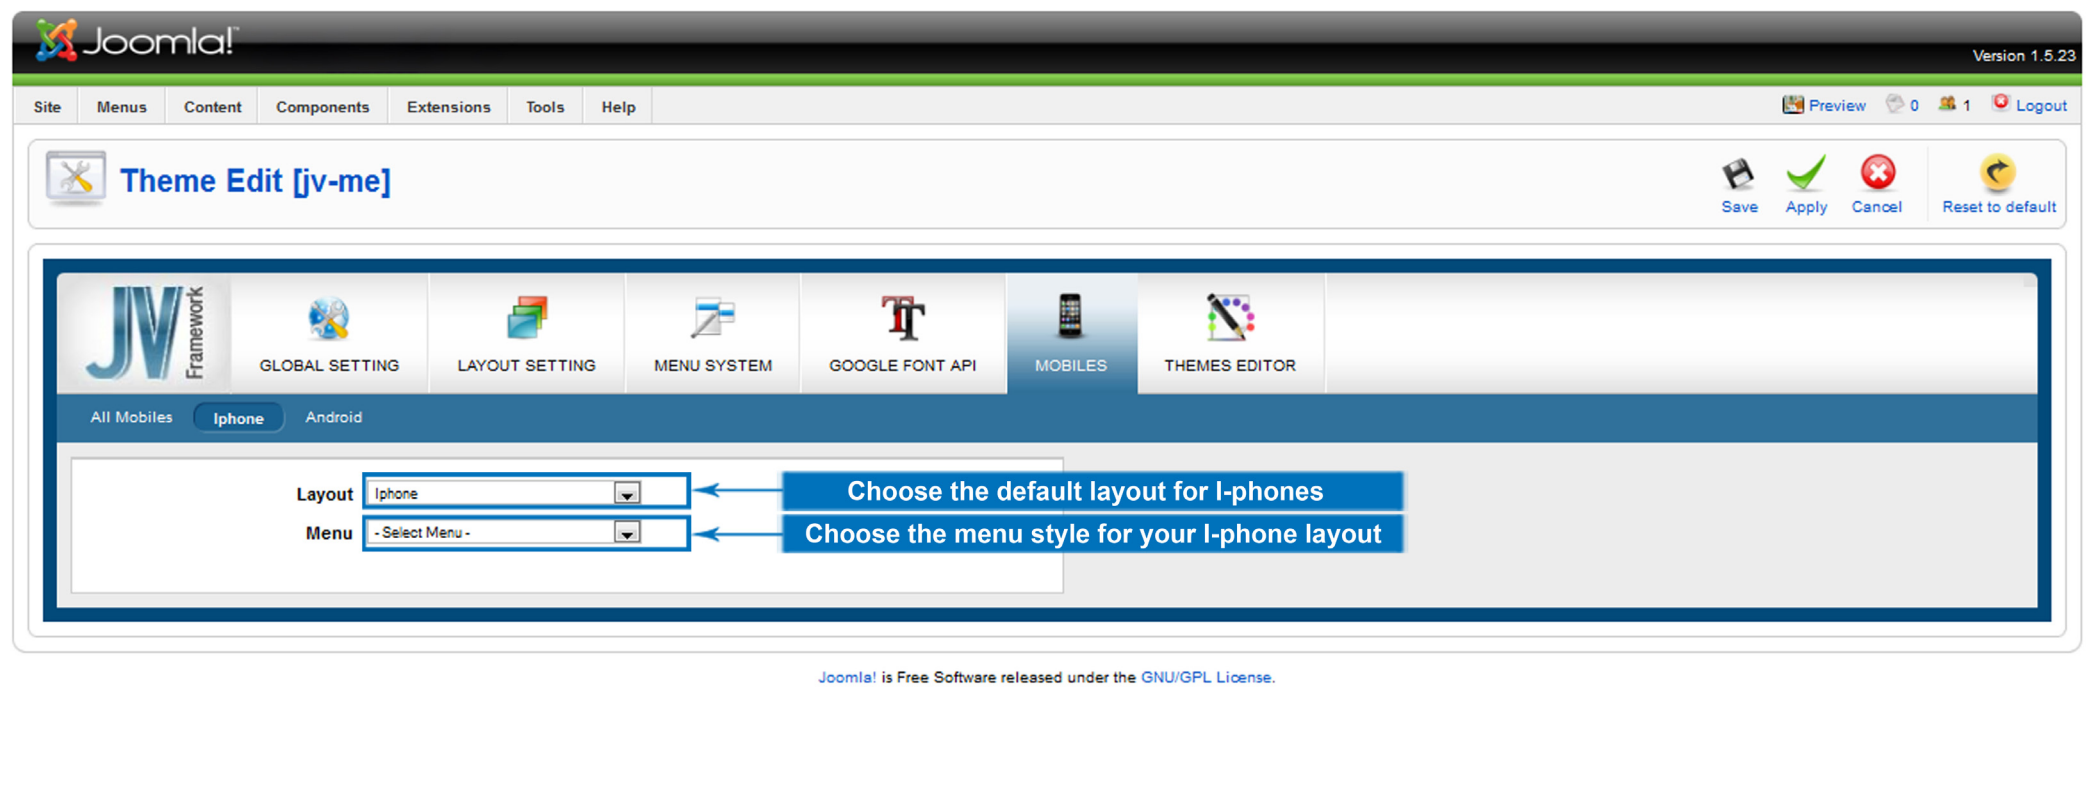 Joomla!
Version 1.5.23
Site Menus Content Components Extensions Tools Help Preview 0 1 Logout
Theme Edit [jv-me]
Save Apply Cancel Reset to default
JV Framework
GLOBAL SETTING LAYOUT SETTING MENU SYSTEM GOOGLE FONT API MOBILES THEMES EDITOR
All Mobiles Iphone Android
Layout Iphone Choose the default layout for I-phones
Menu - Select Menu - Choose the menu style for your I-phone layout
Joomla! is Free Software released under the GNU/GPL License.